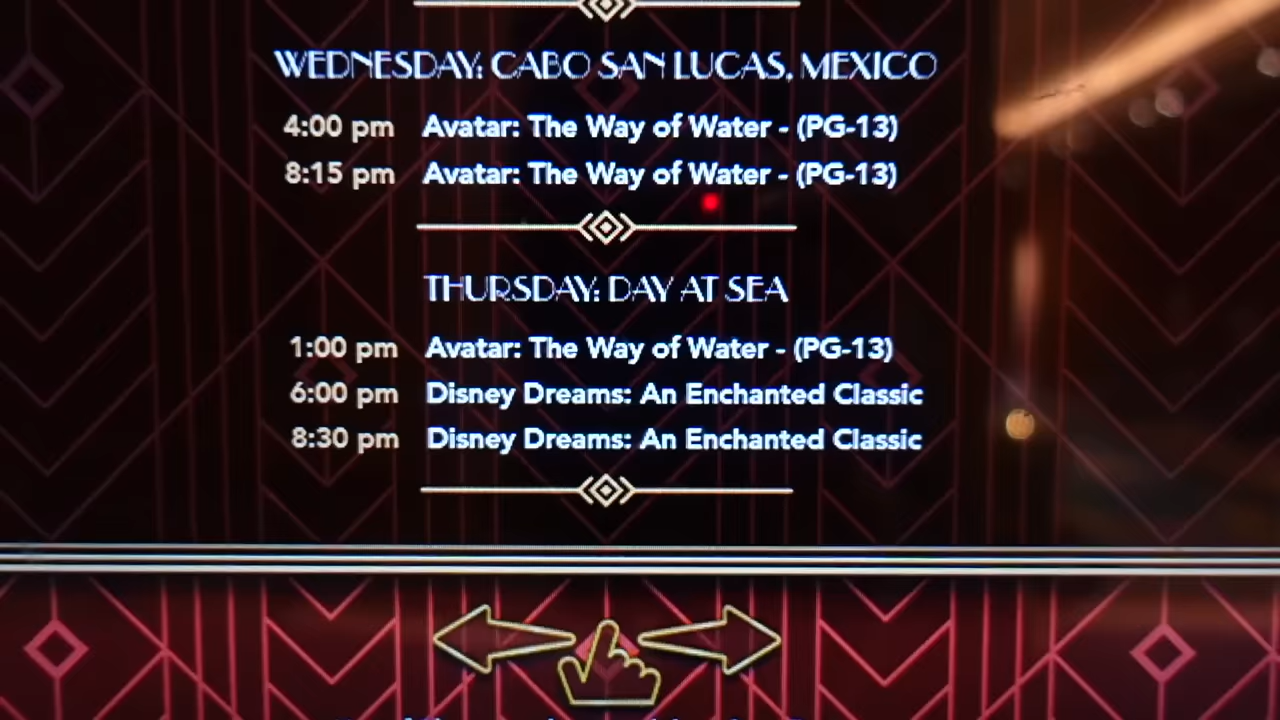 WEDNESDAY: CABO SAN LUCAS, MEXICO
4:00 pm Avatar: The Way of Water - (PG-13)
8:15 pm Avatar: The Way of Water - (PG-13)
THURSDAY: DAY AT SEA
1:00 pm Avatar: The Way of Water - (PG-13)
6:00 pm Disney Dreams: An Enchanted Classic
8:30 pm Disney Dreams: An Enchanted Classic